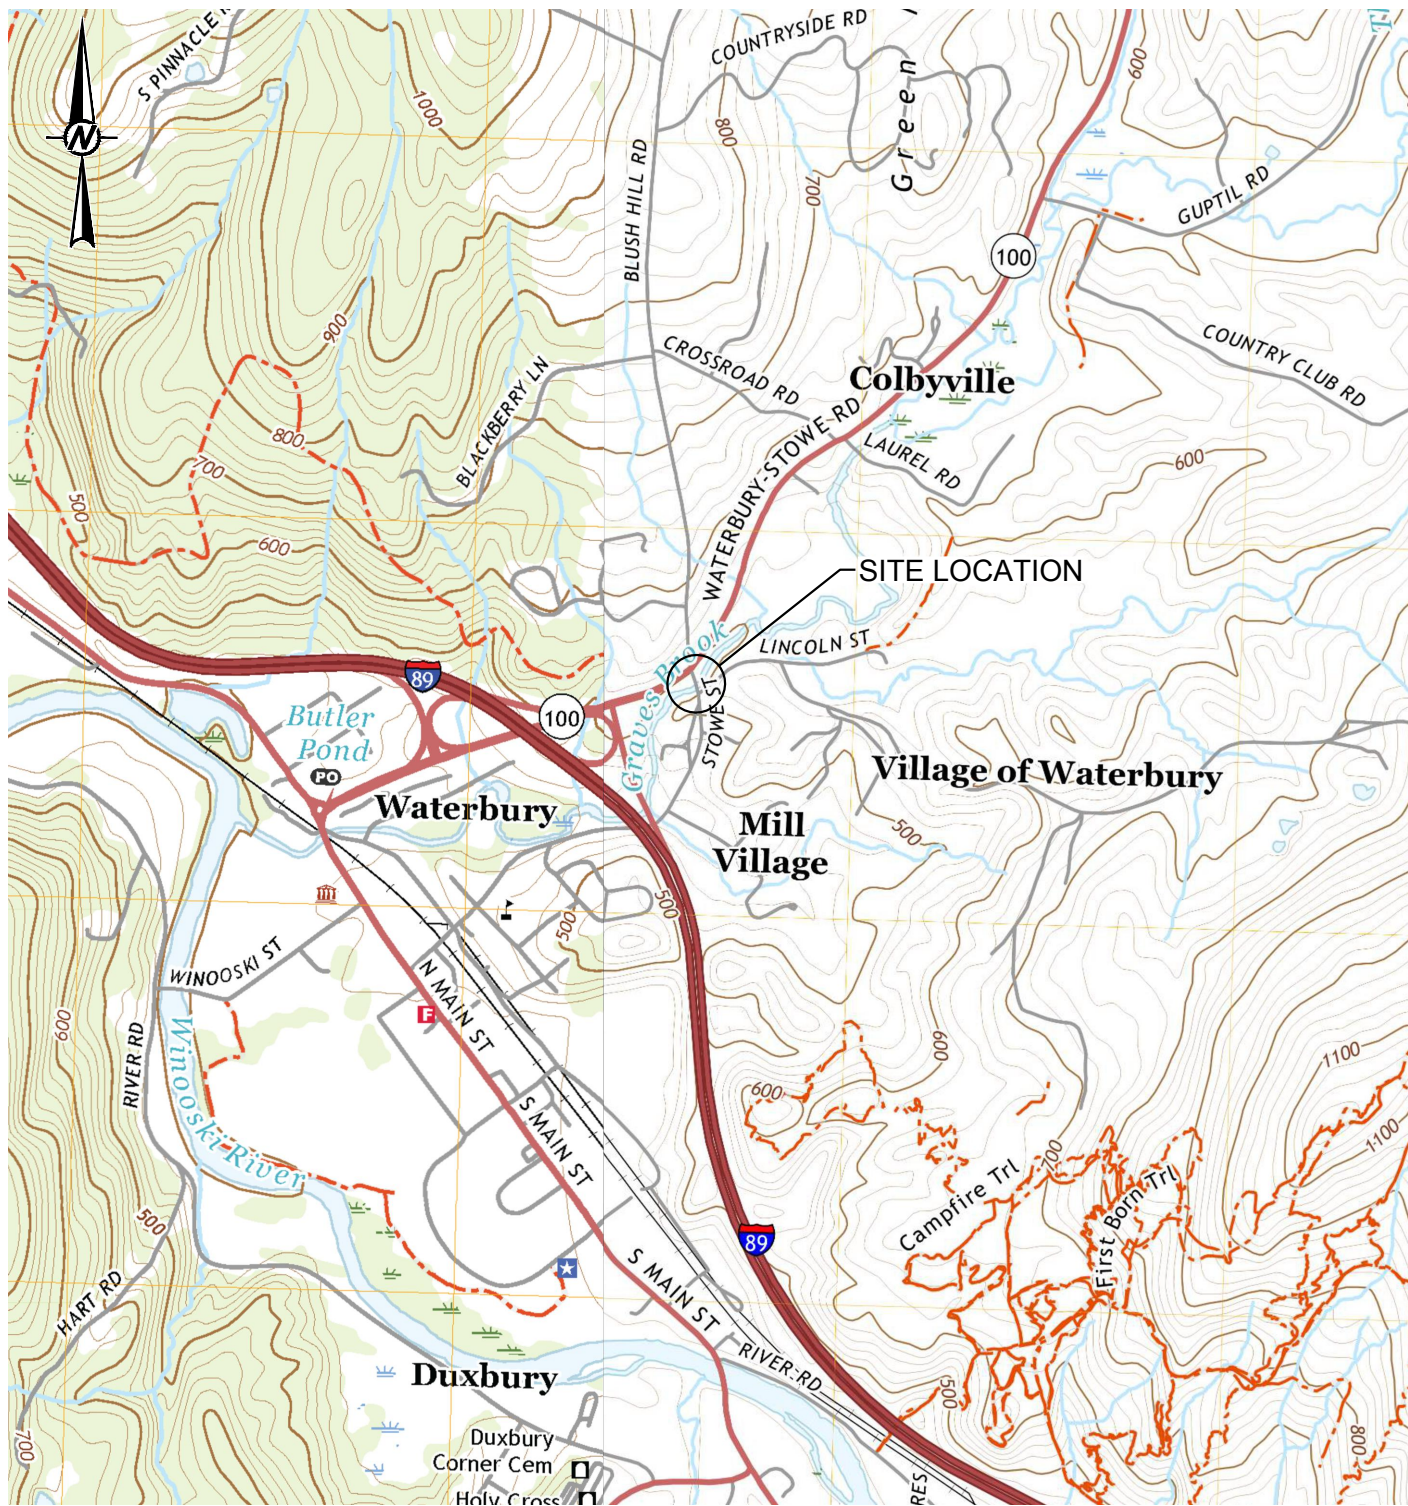 S PINNACLE
COUNTRYSIDE RD
600
1000
800
Green
N
BLUSH HILL RD
700
GUPTIL RD
100
900
CROSSROAD RD
COUNTRY CLUB RD
Colbyville
BLACKBERRY LN
WATERBURY-STOWE RD
800
700
LAUREL RD
600
500
600
SITE LOCATION
Graves Brook
LINCOLN ST
89
STOWE ST
100
Butler
Pond
PO
Village of Waterbury
Waterbury
Mill
Village
500
500
500
WINOOSKI ST
N MAIN ST
F
600
RIVER RD
Winooski River
600
1100
600
S MAIN ST
1100
700
Campfire Trl
First Born Trl
500
89
HART RD
S MAIN ST
RIVER RD
Duxbury
500
700
Duxbury
Corner Cem
800
Holy Cross
RES